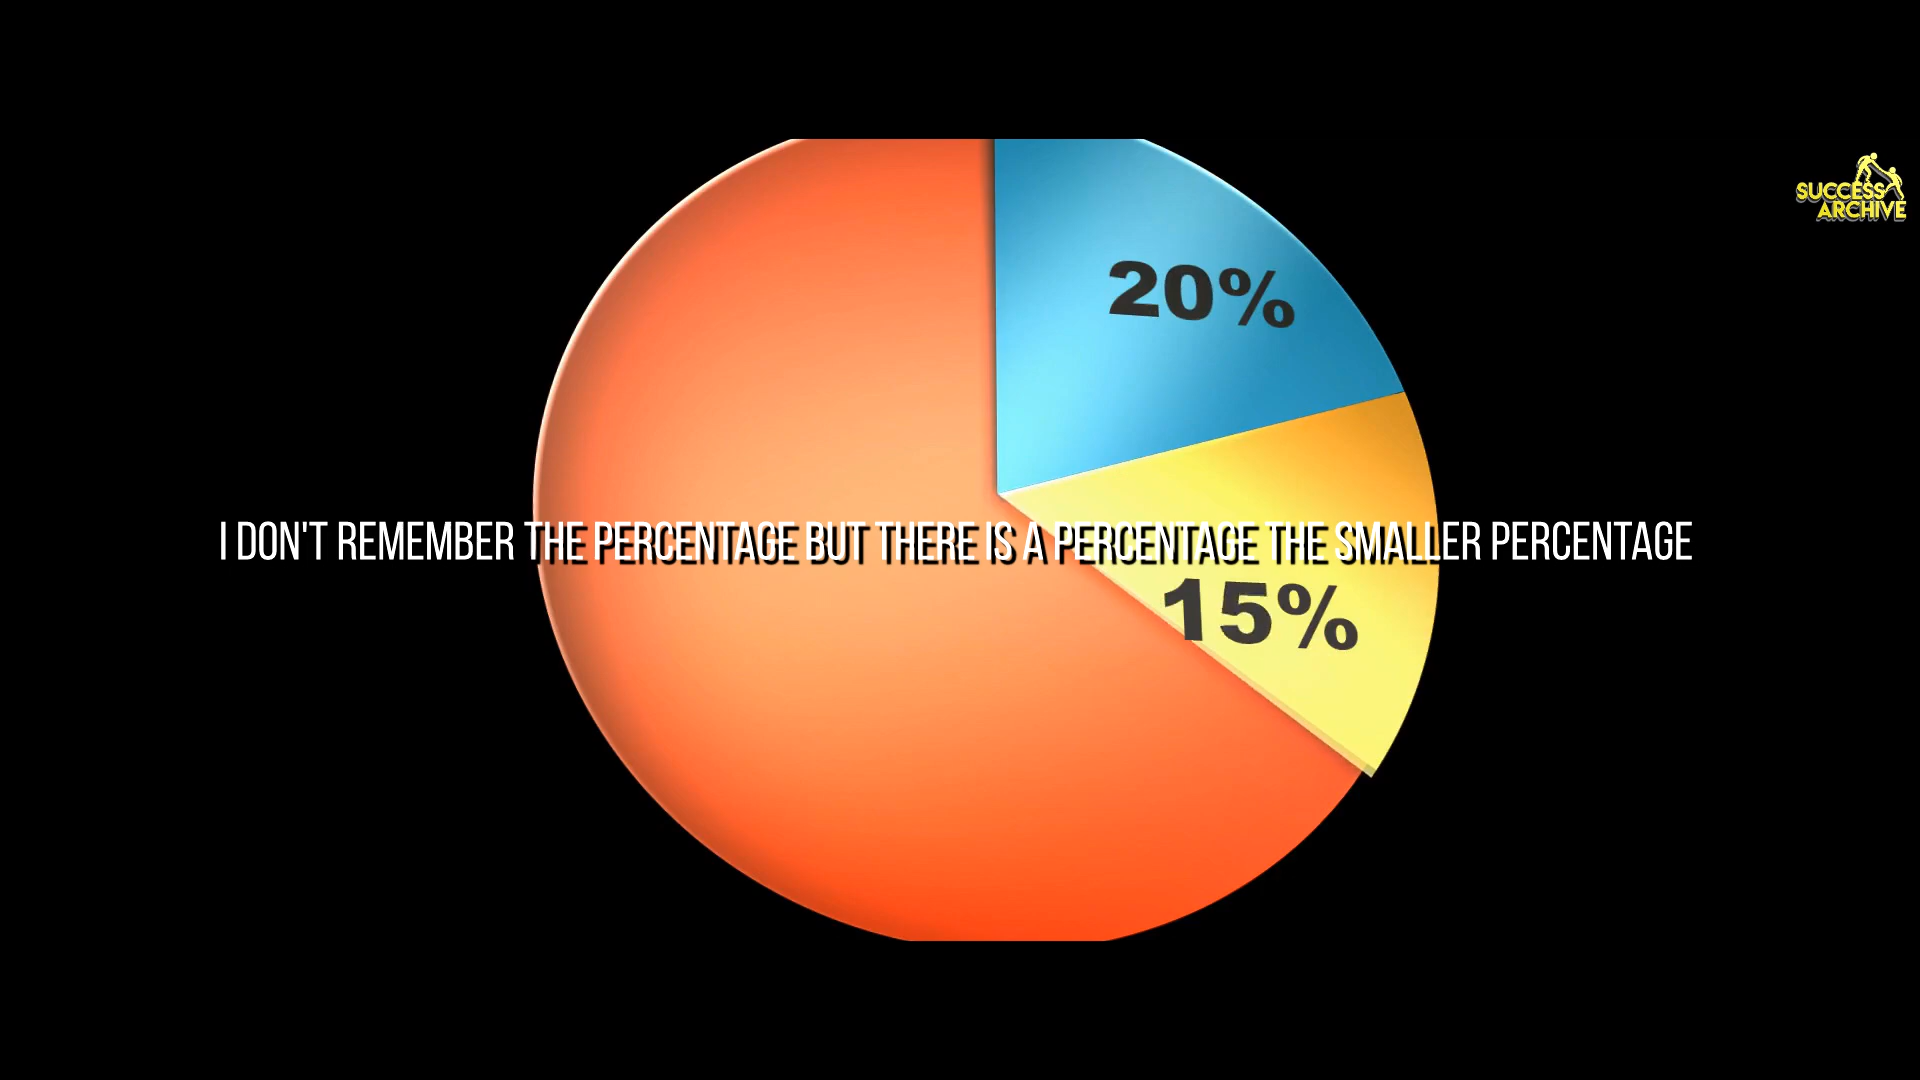 20%
SUCCESS
ARCHIVE
I DON'T REMEMBER THE PERCENTAGE BUT THERE IS A PERCENTAGE THE SMALLER PERCENTAGE
15%